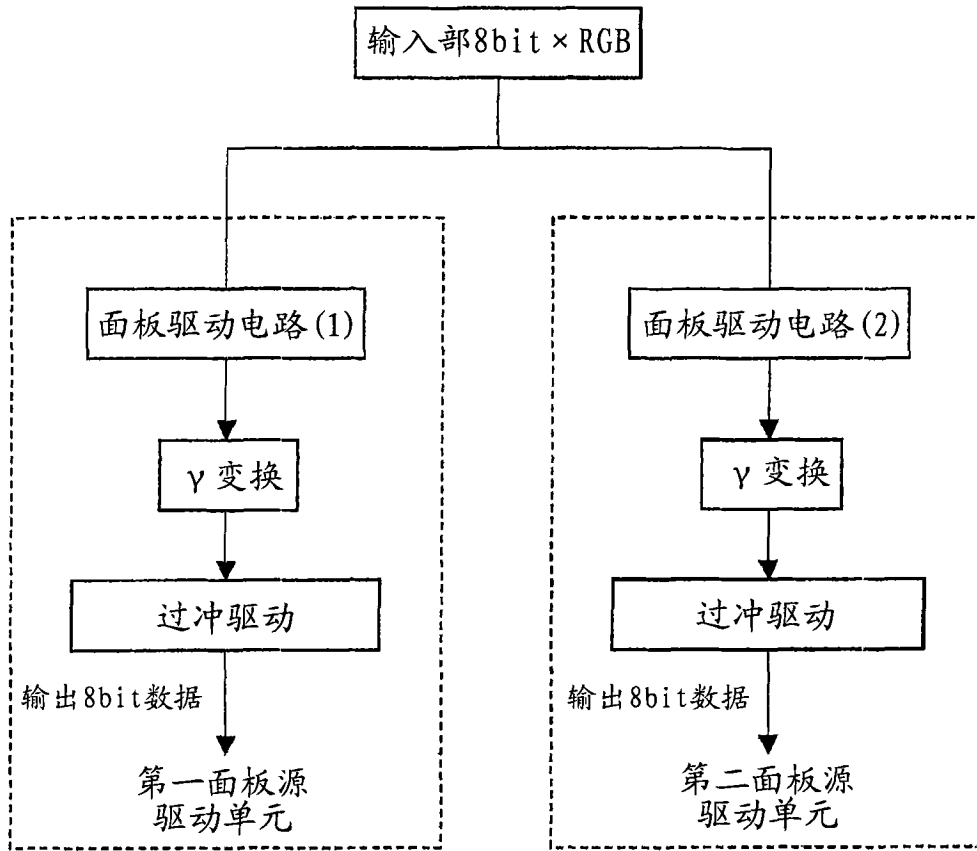 输入部8bit×RGB
面板驱动电路(1)
γ变换
过冲驱动
输出8bit数据
第一面板源
驱动单元
面板驱动电路(2)
γ变换
过冲驱动
输出8bit数据
第二面板源
驱动单元